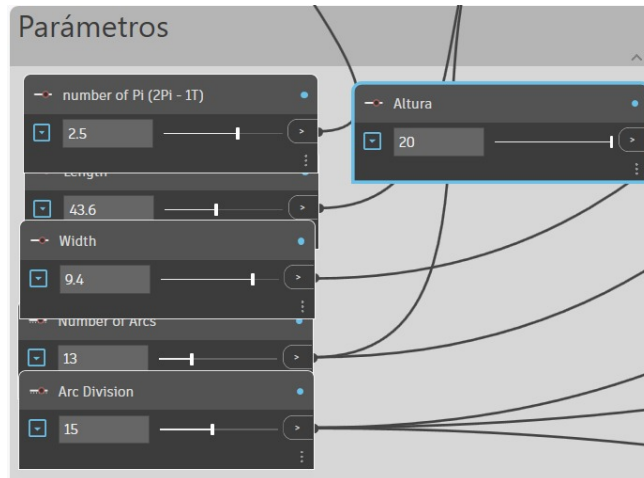 Parámetros
number of Pi (2Pi - 1T)
2.5
>
Altura
20
>
Length
43.6
>
Width
9.4
>
Number of Arcs
13
>
Arc Division
15
>